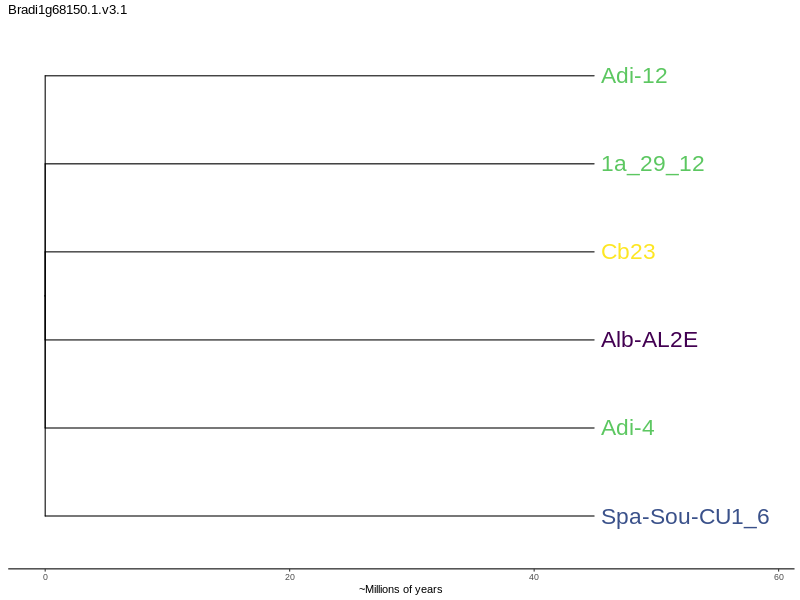 Bradi1g68150.1.v3.1
Adi-12
1a_29_12
Cb23
Alb-AL2E
Adi-4
Spa-Sou-CU1_6
0 20 40 60
~Millions of years